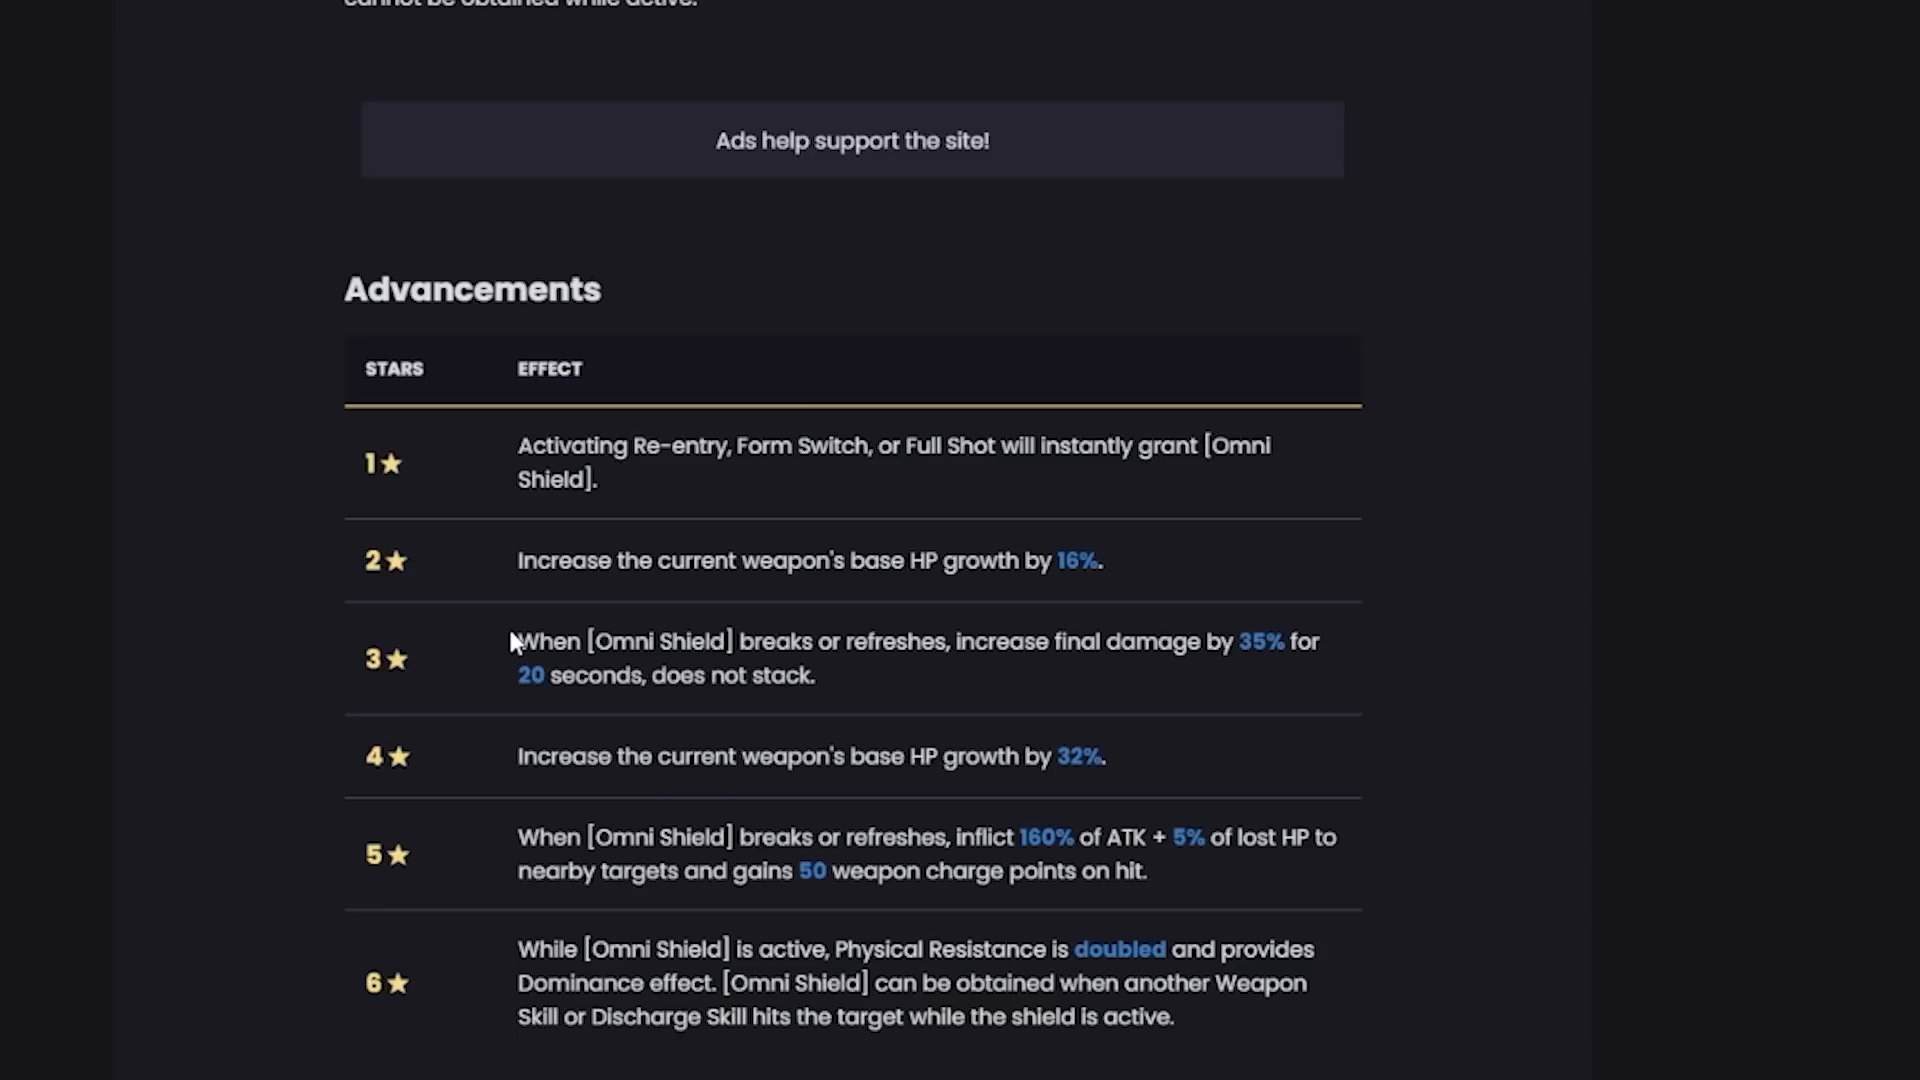 cannot be obtained while active.
Ads help support the site!
Advancements
STARS EFFECT
1★ Activating Re-entry, Form Switch, or Full Shot will instantly grant [Omni
Shield].
2★ Increase the current weapon's base HP growth by 16%.
3★ When [Omni Shield] breaks or refreshes, increase final damage by 35% for
20 seconds, does not stack.
4★ Increase the current weapon's base HP growth by 32%.
5★ When [Omni Shield] breaks or refreshes, inflict 160% of ATK + 5% of lost HP to
nearby targets and gains 50 weapon charge points on hit.
6★ While [Omni Shield] is active, Physical Resistance is doubled and provides
Dominance effect. [Omni Shield] can be obtained when another Weapon
Skill or Discharge Skill hits the target while the shield is active.